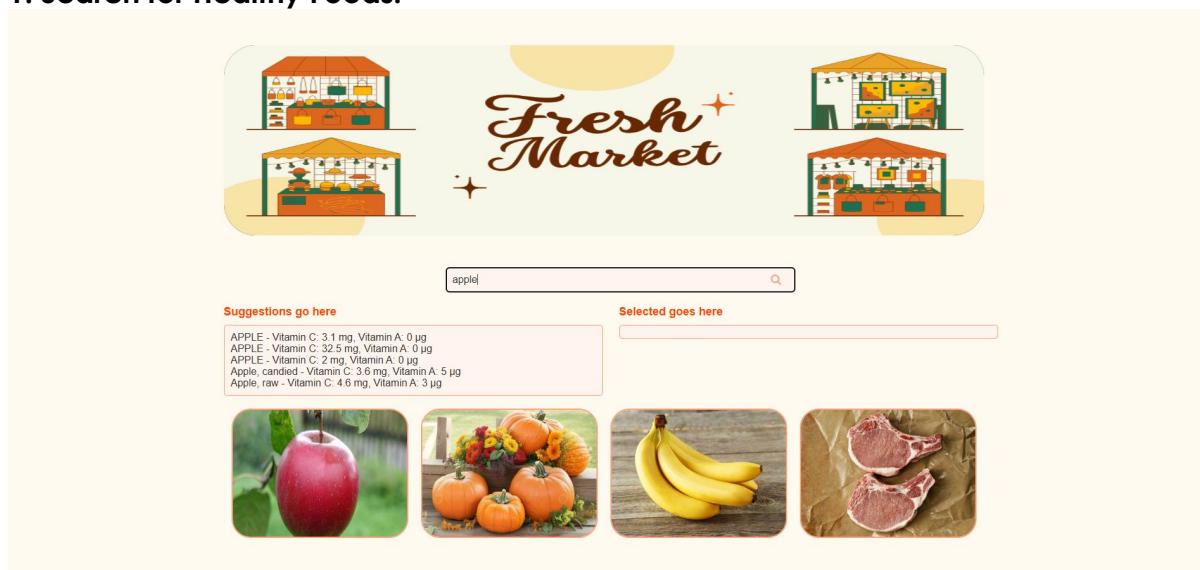 1. Search for Healthy Foods:
Fresh
Market
apple
Suggestions go here
Selected goes here
APPLE - Vitamin C: 3.1 mg, Vitamin A: 0 µg
APPLE - Vitamin C: 32.5 mg, Vitamin A: 0 µg
APPLE - Vitamin C: 2 mg, Vitamin A: 0 µg
Apple, candied - Vitamin C: 3.6 mg, Vitamin A: 5 µg
Apple, raw - Vitamin C: 4.6 mg, Vitamin A: 3 µg